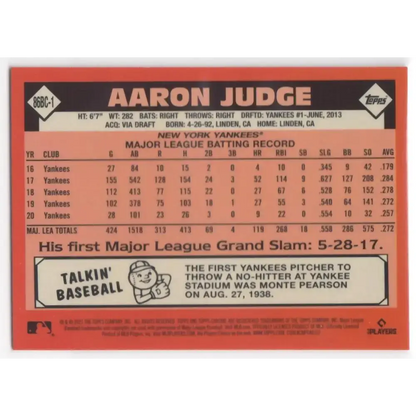 86BC-1
AARON JUDGE
Topps
HT: 6'7" WT: 282 BATS: RIGHT THROWS: RIGHT DRFTD: YANKEES #1-JUNE, 2013
ACQ: VIA DRAFT BORN: 4-26-92, LINDEN, CA HOME: LINDEN, CA
NEW YORK YANKEES®
MAJOR LEAGUE BATTING RECORD
YR CLUB G AB R H 2B 3B HR RBI SB SLG BB SO AVG
16 Yankees 27 84 10 15 2 0 4 10 0 .345 9 42 .179
17 Yankees 155 542 128 154 24 3 52 114 9 .627 127 208 .284
18 Yankees 112 413 77 115 22 0 27 67 6 .528 76 152 .278
19 Yankees 102 378 75 103 18 1 27 55 3 .540 64 141 .272
20 Yankees 28 101 23 26 3 0 9 22 0 .554 10 32 .257
MAJ. LEA TOTALS 424 1518 313 413 69 4 119 268 18 .558 286 575 .272
His first Major League Grand Slam: 5-28-17.
TALKIN' BASEBALL
THE FIRST YANKEES PITCHER TO
THROW A NO-HITTER AT YANKEE
STADIUM WAS MONTE PEARSON
ON AUG. 27, 1938.
PLAYERS